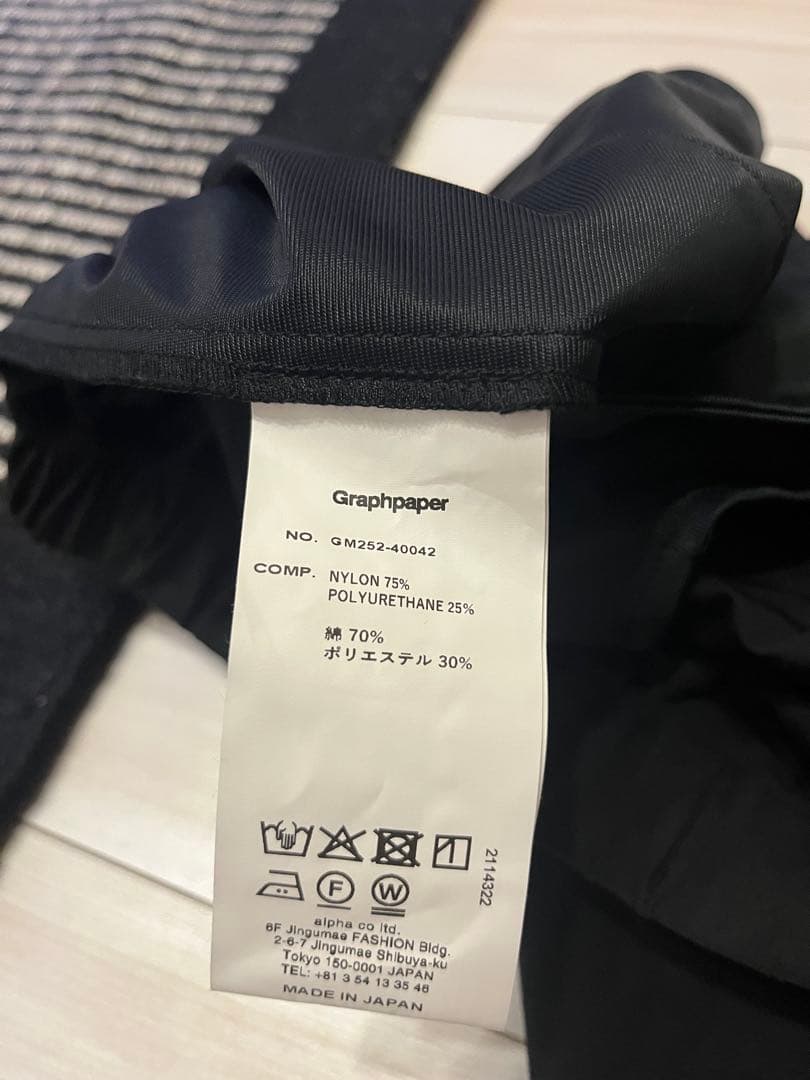 Graphpaper
NO. GM252-40042
COMP. NYLON 75%
POLYURETHANE 25%
綿 70%
ポリエステル 30%
2114322
F
W
alpha co ltd.
6F Jingumae FASHION Bldg.
2-6-7 Jingumae Shibuya-ku
Tokyo 150-0001 JAPAN
TEL: +81 3 54 13 35 46
MADE IN JAPAN